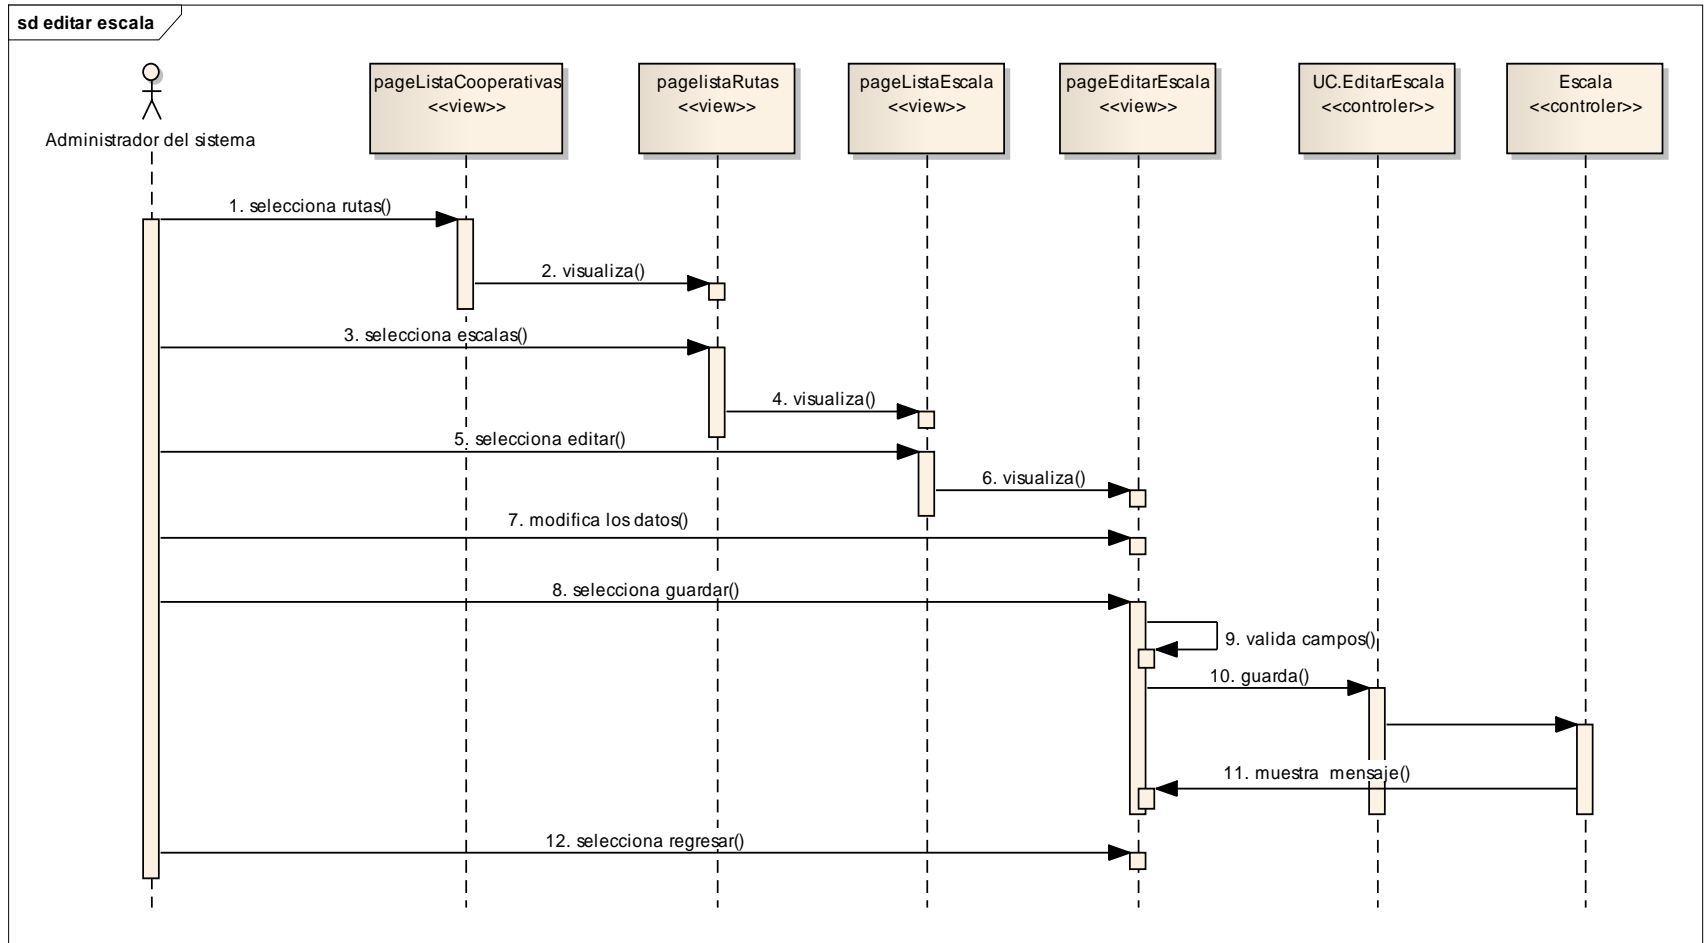 sd editar escala
Administrador del sistema
pageListaCooperativas
<<view>>
pagelistaRutas
<<view>>
pageListaEscala
<<view>>
pageEditarEscala
<<view>>
UC.EditarEscala
<<controler>>
Escala
<<controler>>
1. selecciona rutas()
2. visualiza()
3. selecciona escalas()
4. visualiza()
5. selecciona editar()
6. visualiza()
7. modifica los datos()
8. selecciona guardar()
9. valida campos()
10. guarda()
11. muestra  mensaje()
12. selecciona regresar()